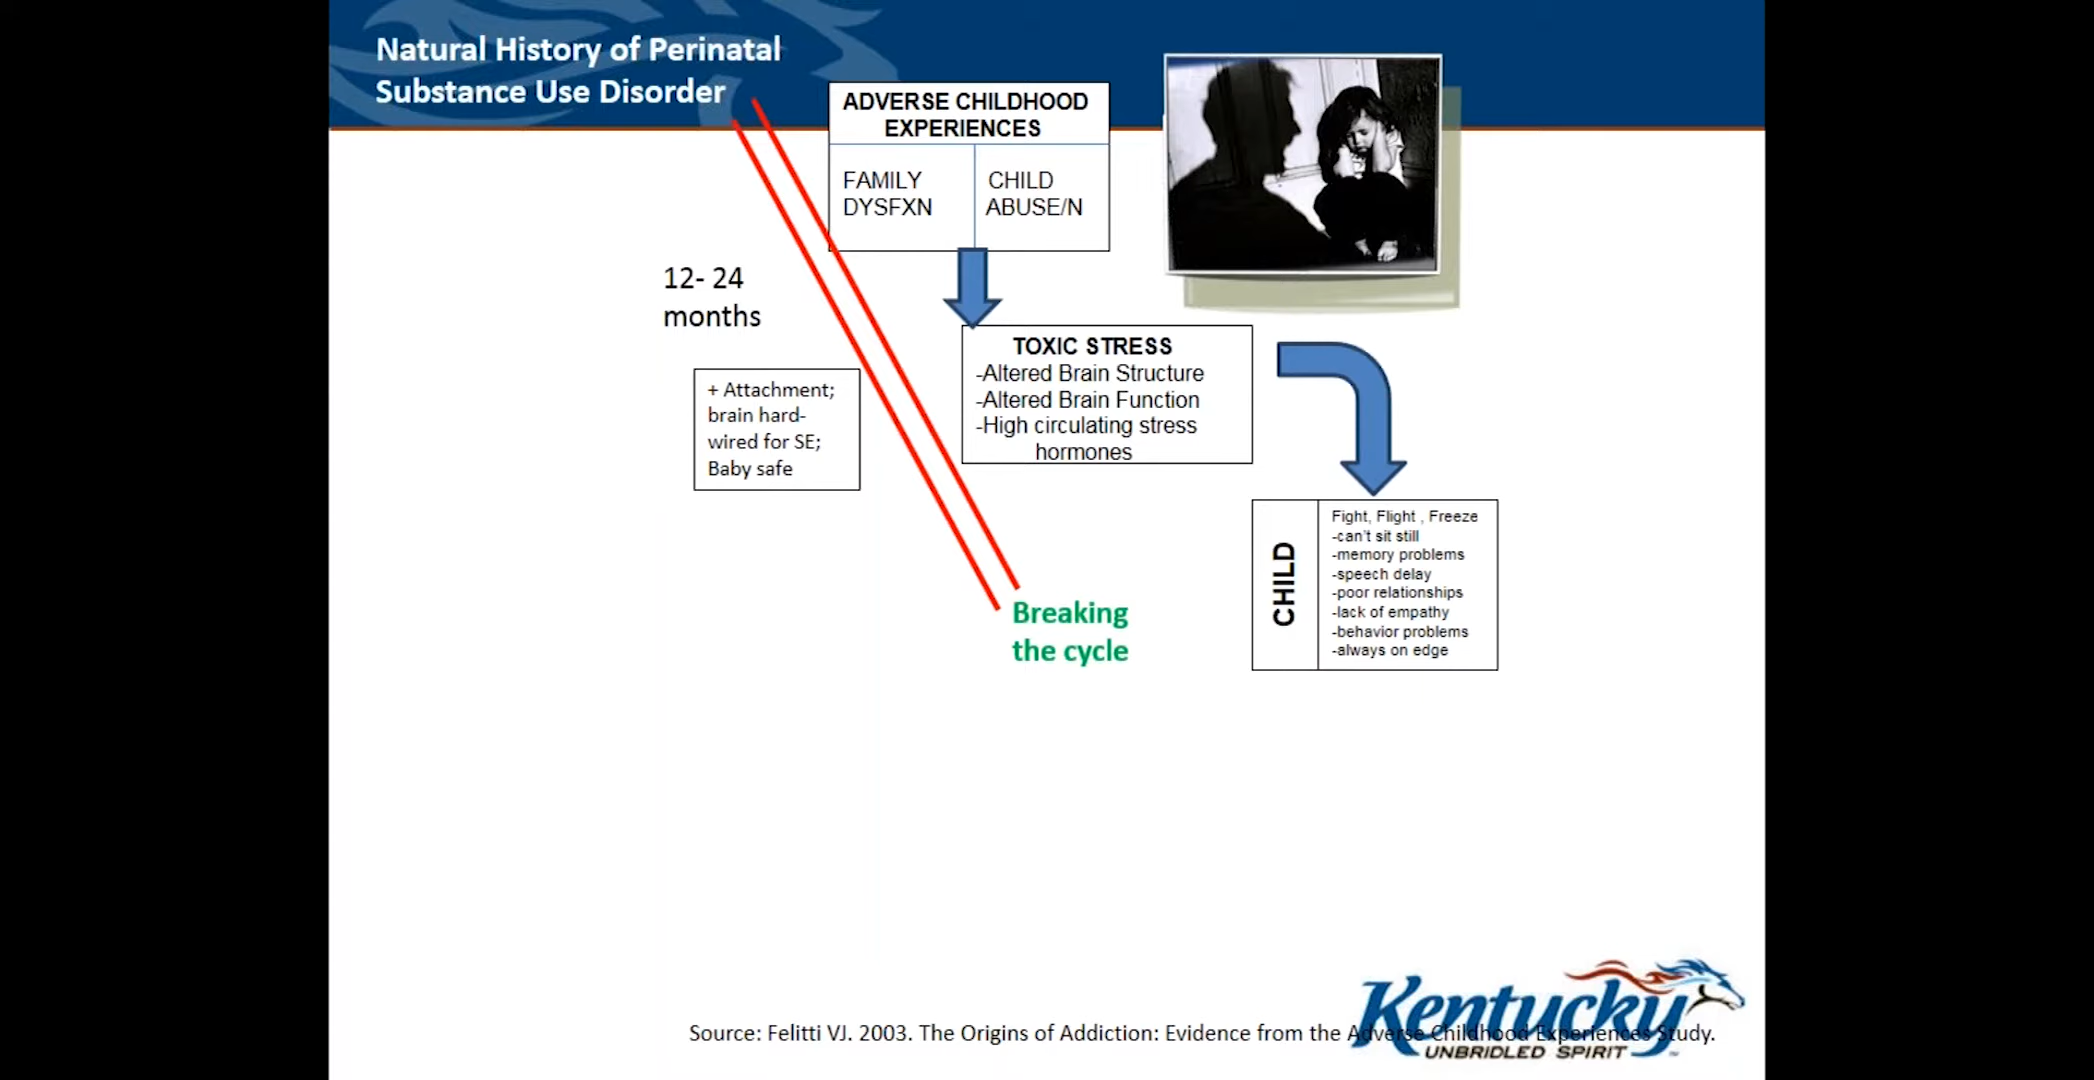 Natural History of Perinatal
Substance Use Disorder
ADVERSE CHILDHOOD
EXPERIENCES
FAMILY
DYSFXN
CHILD
ABUSE/N
12- 24
months
TOXIC STRESS
-Altered Brain Structure
-Altered Brain Function
-High circulating stress
hormones
+ Attachment;
brain hard-
wired for SE;
Baby safe
CHILD
Fight, Flight , Freeze
-can't sit still
-memory problems
-speech delay
-poor relationships
-lack of empathy
-behavior problems
-always on edge
Breaking
the cycle
Source: Felitti VJ. 2003. The Origins of Addiction: Evidence from the Adverse Childhood Experiences Study.
Kentucky
UNBRIDLED SPIRIT